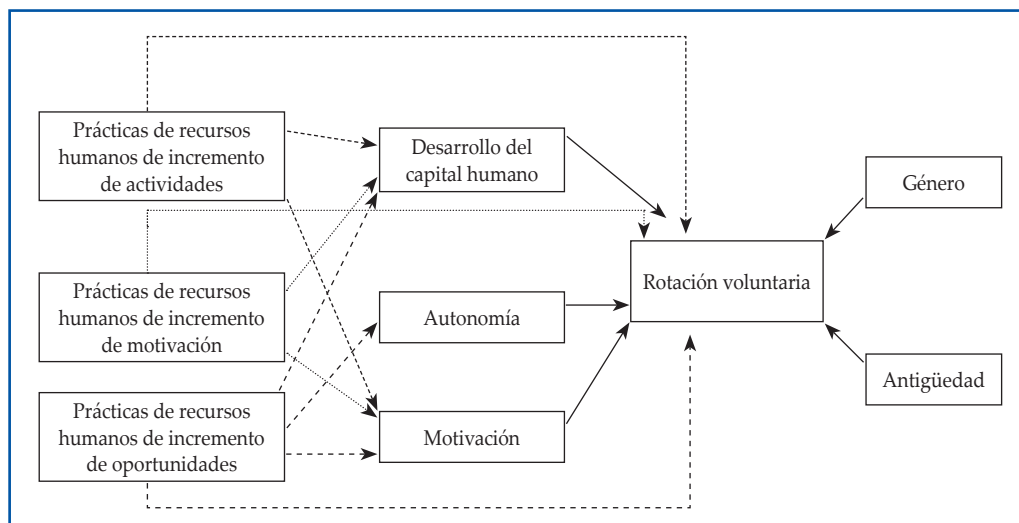 Prácticas de recursos
humanos de incremento
de actividades
Prácticas de recursos
humanos de incremento
de motivación
Prácticas de recursos
humanos de incremento
de oportunidades
Desarrollo del
capital humano
Autonomía
Motivación
Rotación voluntaria
Género
Antigüedad